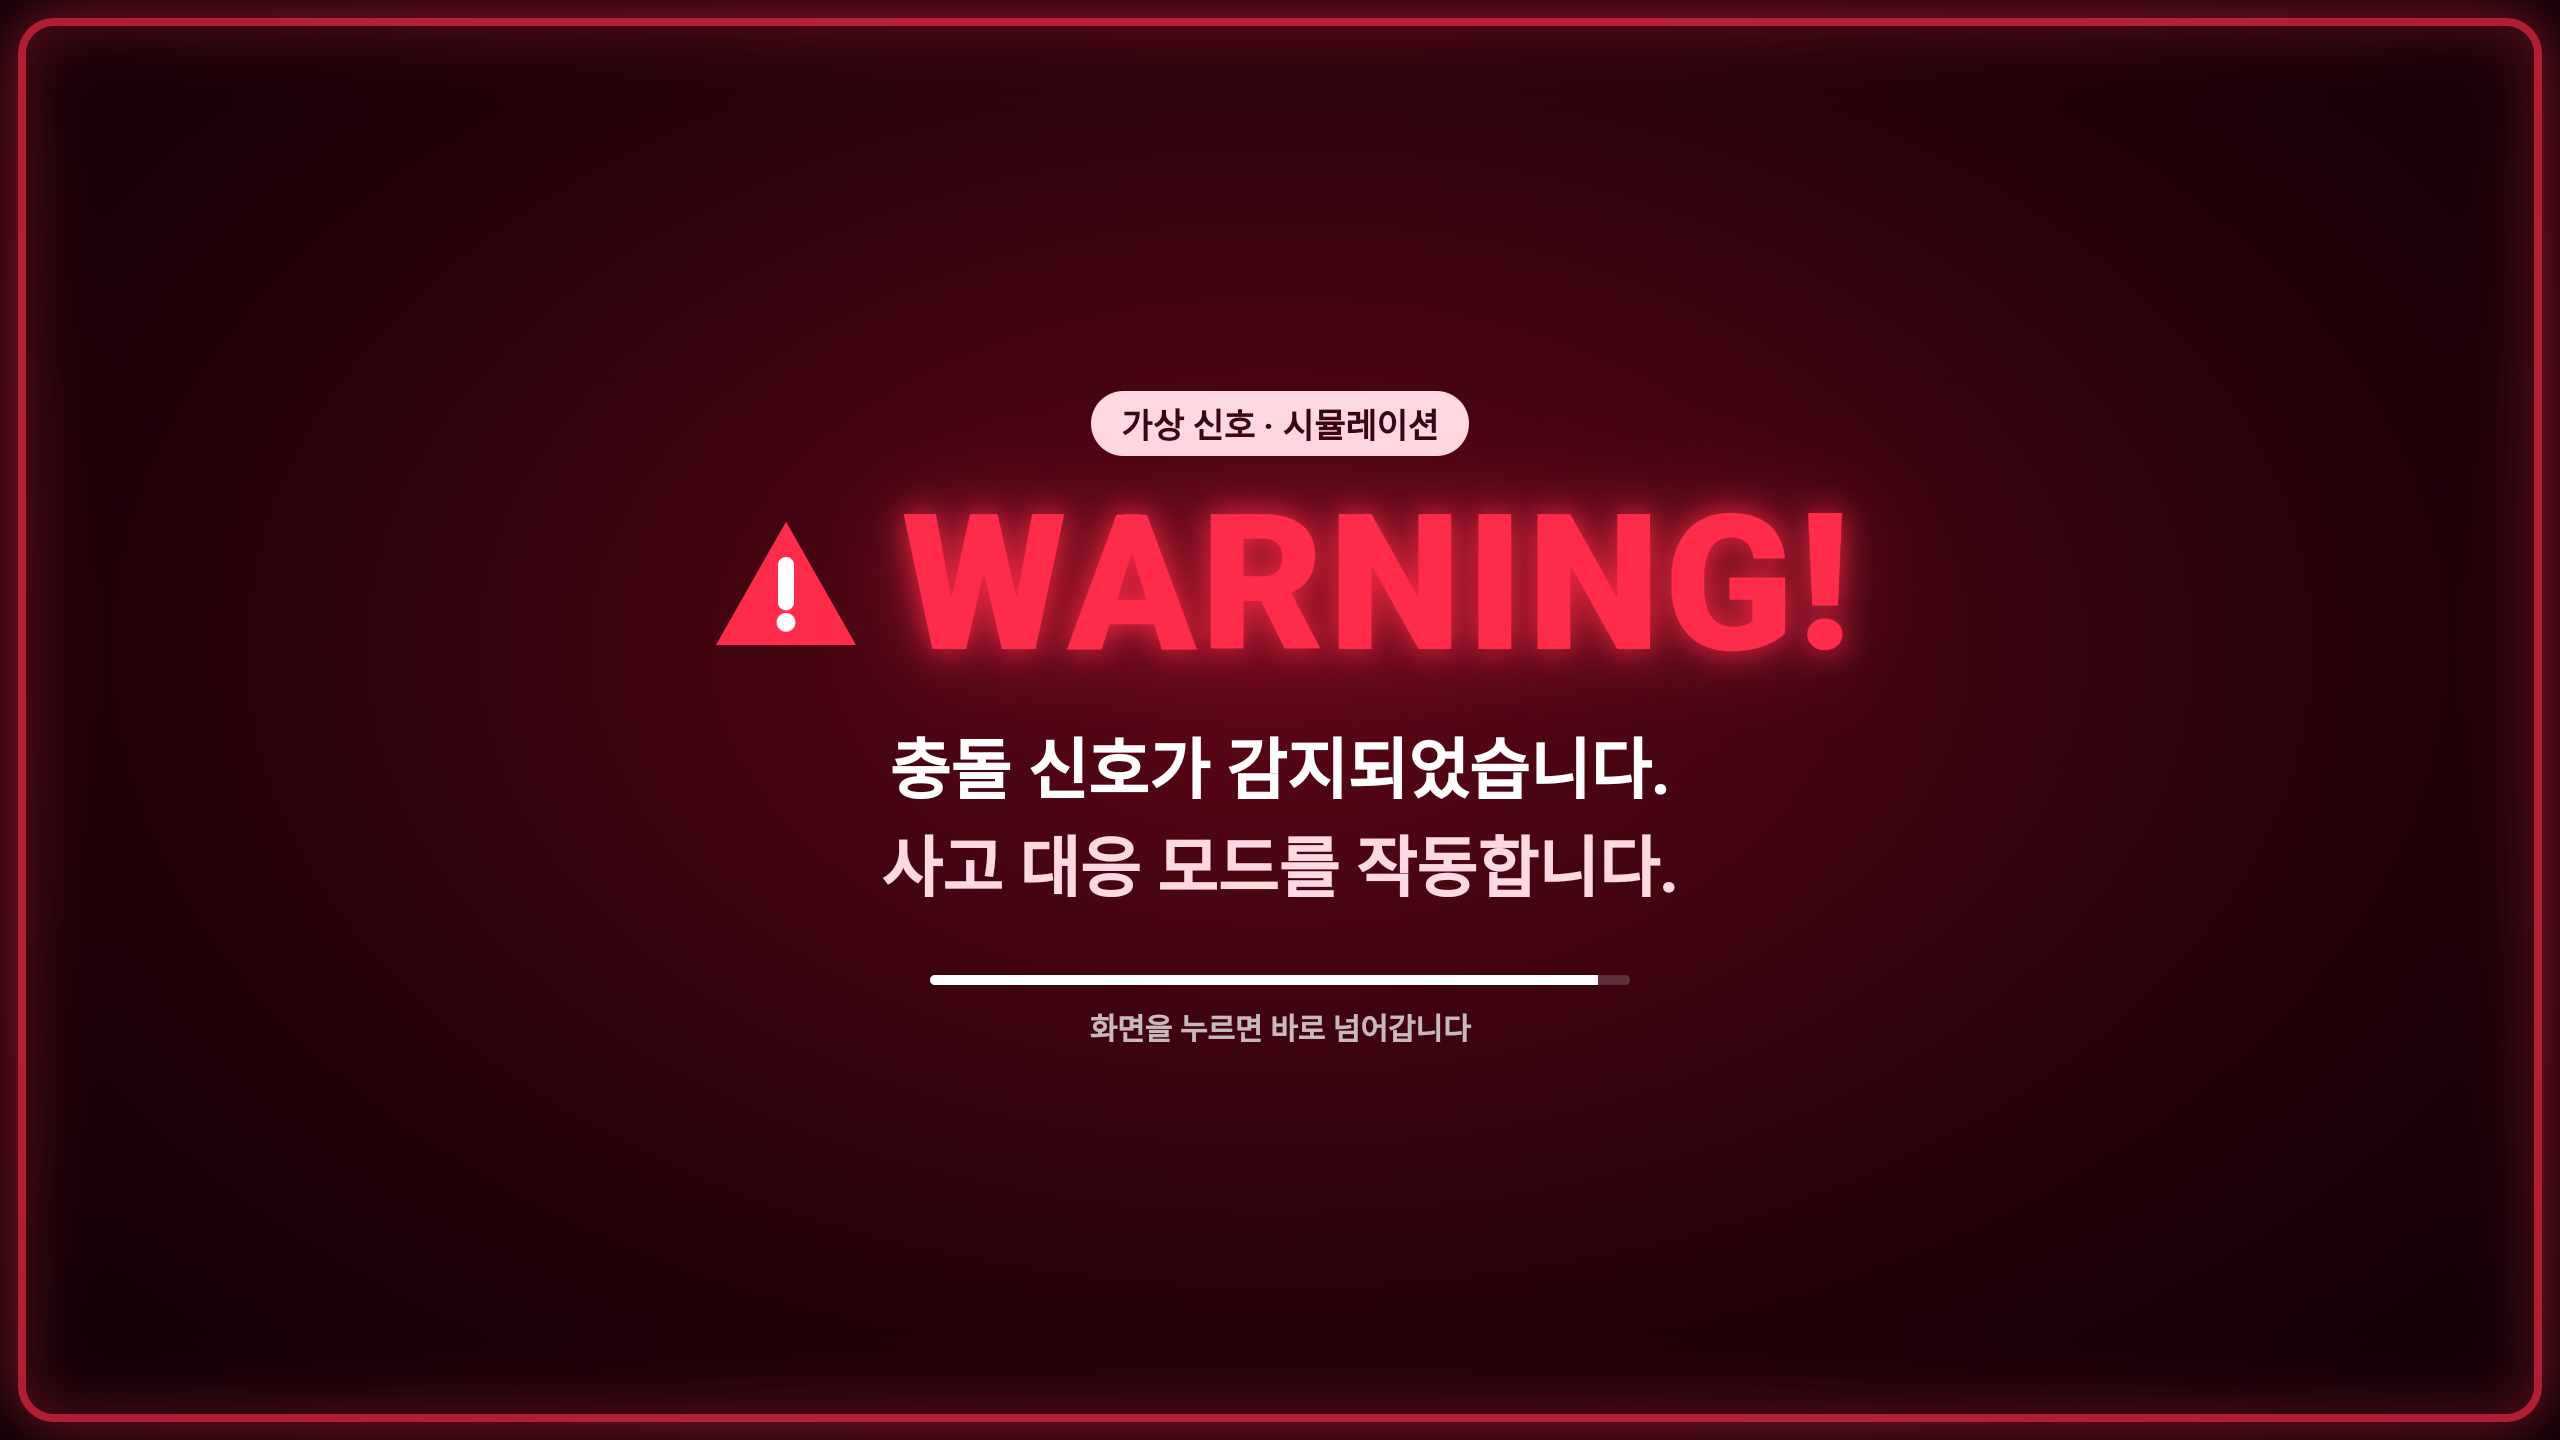 가상 신호 · 시뮬레이션
WARNING!
충돌 신호가 감지되었습니다.
사고 대응 모드를 작동합니다.
화면을 누르면 바로 넘어갑니다